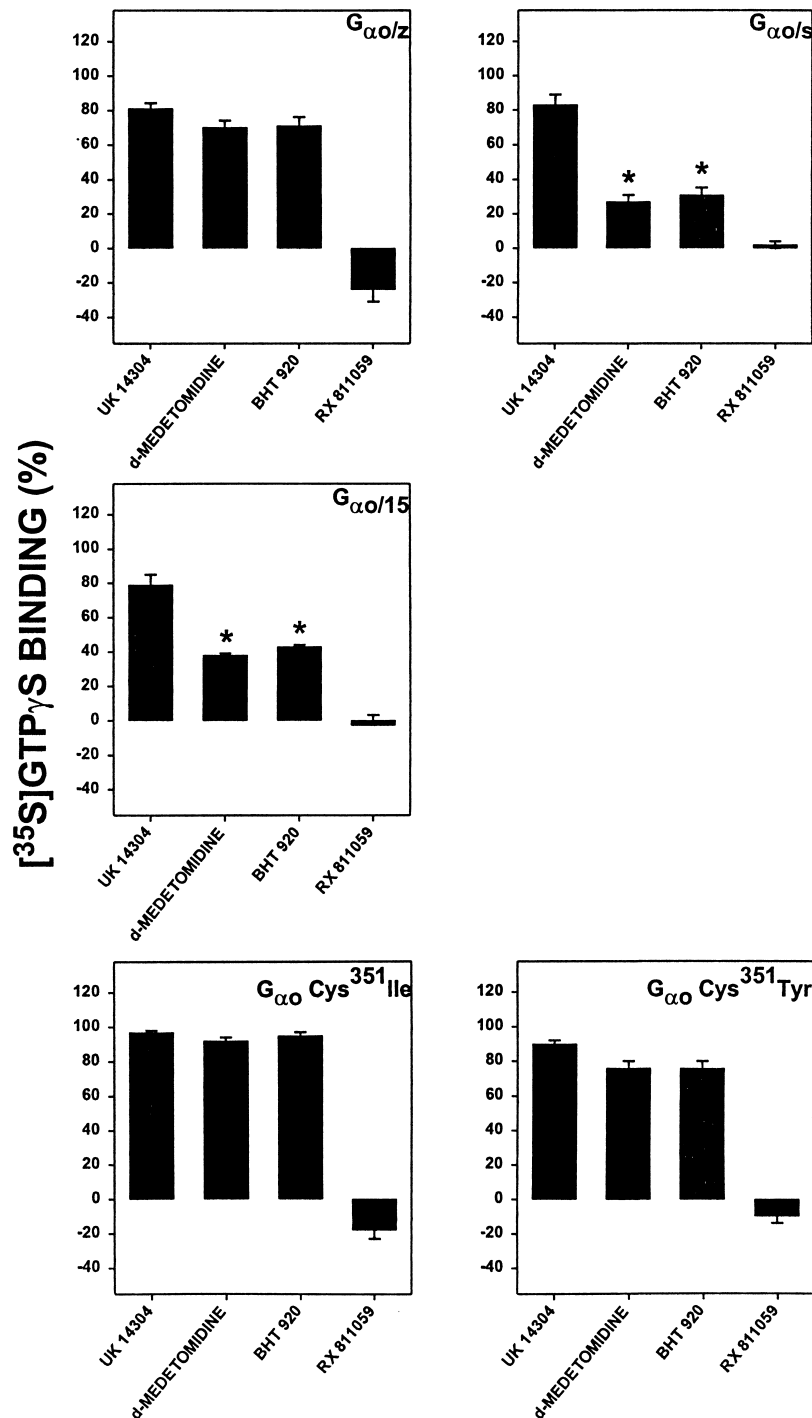 [35S]GTPγS BINDING (%)
Gαo/z
120
100
80
60
40
20
0
-20
-40
UK 14304
d-MEDETOMIDINE
BHT 920
RX 811059
Gαo/s
120
100
80
60
40
20
0
-20
-40
*
*
UK 14304
d-MEDETOMIDINE
BHT 920
RX 811059
Gαo/15
120
100
80
60
40
20
0
-20
-40
*
*
UK 14304
d-MEDETOMIDINE
BHT 920
RX 811059
Gαo Cys351Ile
120
100
80
60
40
20
0
-20
-40
UK 14304
d-MEDETOMIDINE
BHT 920
RX 811059
Gαo Cys351Tyr
120
100
80
60
40
20
0
-20
-40
UK 14304
d-MEDETOMIDINE
BHT 920
RX 811059